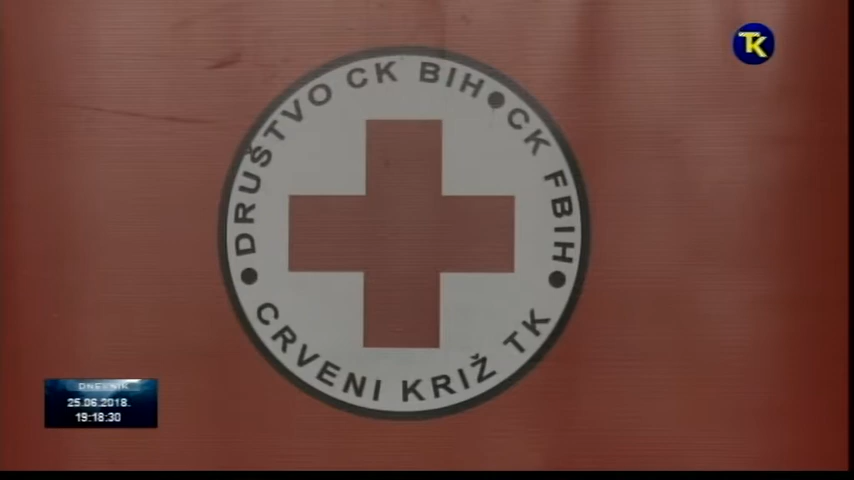 TK
DRUŠTVO CK BIH • CK FBIH •
CRVENI KRIŽ TK
DNEVNIK
25.06.2018.
19:18:30